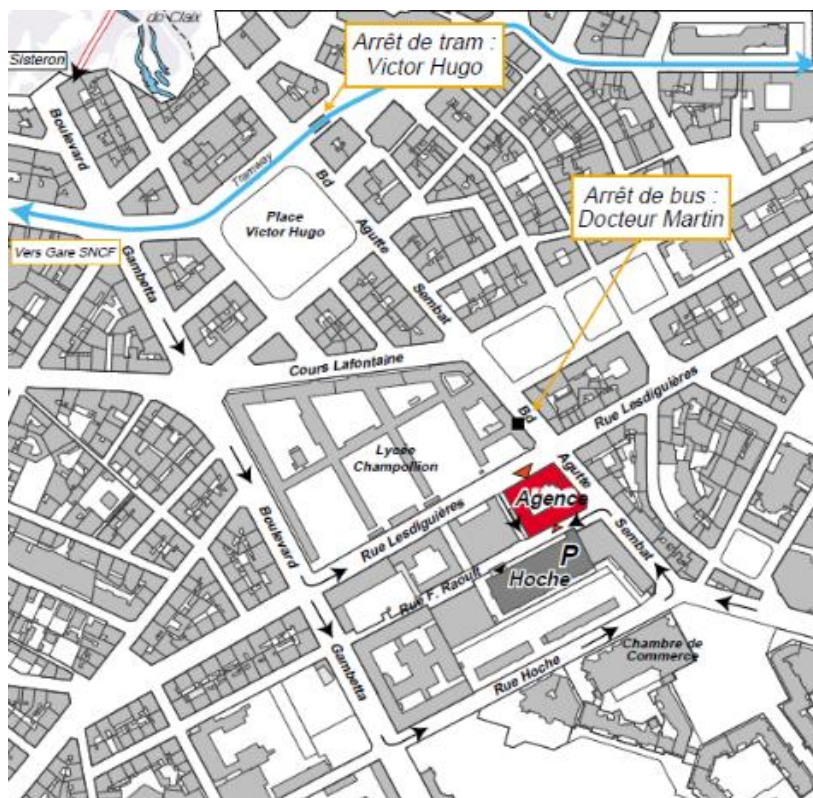 de Claix
Sisteron
Arrêt de tram :
Victor Hugo
Boulevard
Tramway
Bd
Arrêt de bus :
Docteur Martin
Place
Victor Hugo
Agutte
Vers Gare SNCF
Gambetta
Sembat
Cours Lafontaine
Bd
Rue Lesdiguières
Lycée
Champollion
Agutte
Agence
Boulevard
Rue Lesdiguières
Sembat
P
Hoche
Rue F. Raoult
Chambre de
Commerce
Gambetta
Rue Hoche